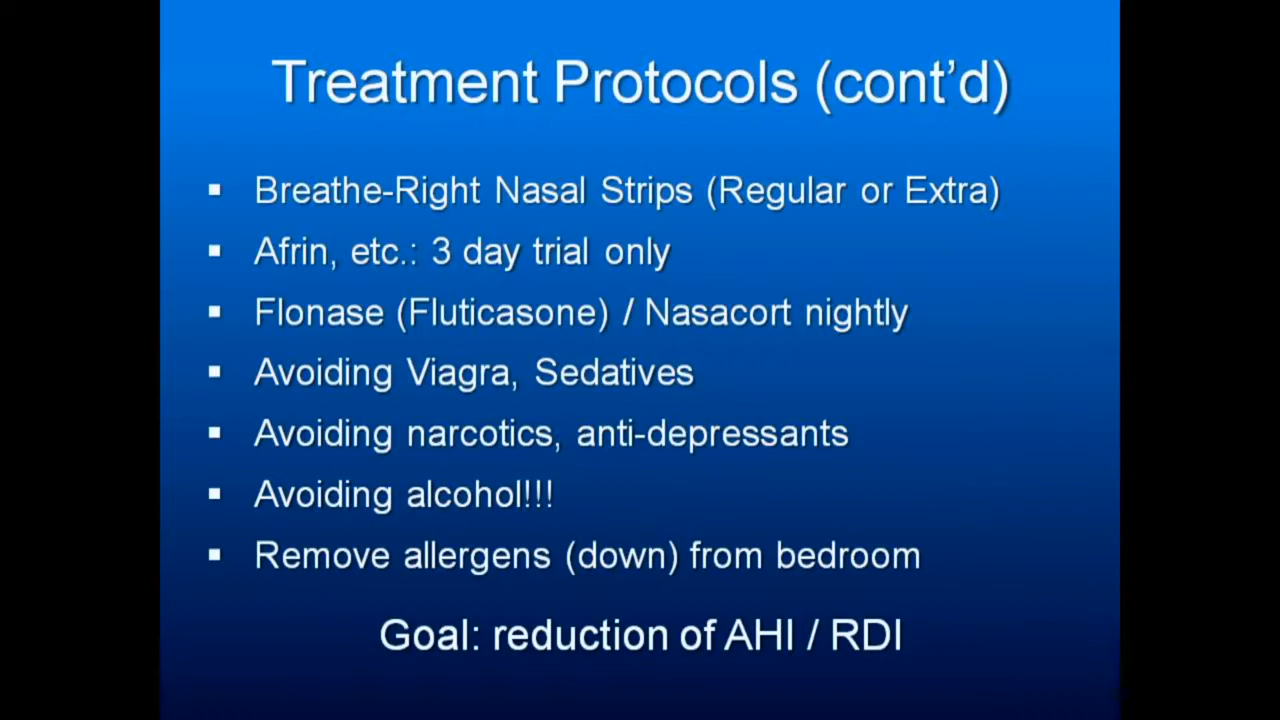 Treatment Protocols (cont’d)
▪ Breathe-Right Nasal Strips (Regular or Extra)
▪ Afrin, etc.: 3 day trial only
▪ Flonase (Fluticasone) / Nasacort nightly
▪ Avoiding Viagra, Sedatives
▪ Avoiding narcotics, anti-depressants
▪ Avoiding alcohol!!!
▪ Remove allergens (down) from bedroom
Goal: reduction of AHI / RDI